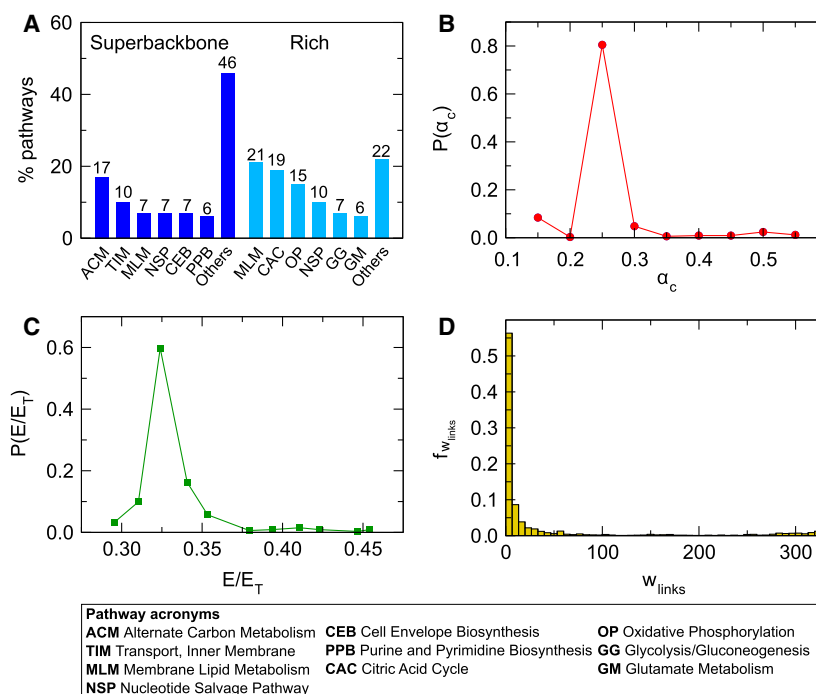 A
Superbackbone
Rich
% pathways
60
40
20
0
17
10
7
7
7
6
46
21
19
15
10
7
6
22
ACM
TIM
MLM
NSP
CEB
PPB
Others
MLM
CAC
OP
NSP
GG
GM
Others
B
P(α_c)
0.8
0.6
0.4
0.2
0.0
0.1
0.2
0.3
0.4
0.5
α_c
C
P(E/E_T)
0.6
0.4
0.2
0.0
0.30
0.35
0.40
0.45
E/E_T
D
f_w_links
0.5
0.4
0.3
0.2
0.1
0.0
0
100
200
300
w_links
Pathway acronyms
ACM Alternate Carbon Metabolism
TIM Transport, Inner Membrane
MLM Membrane Lipid Metabolism
NSP Nucleotide Salvage Pathway
CEB Cell Envelope Biosynthesis
PPB Purine and Pyrimidine Biosynthesis
CAC Citric Acid Cycle
OP Oxidative Phosphorylation
GG Glycolysis/Gluconeogenesis
GM Glutamate Metabolism